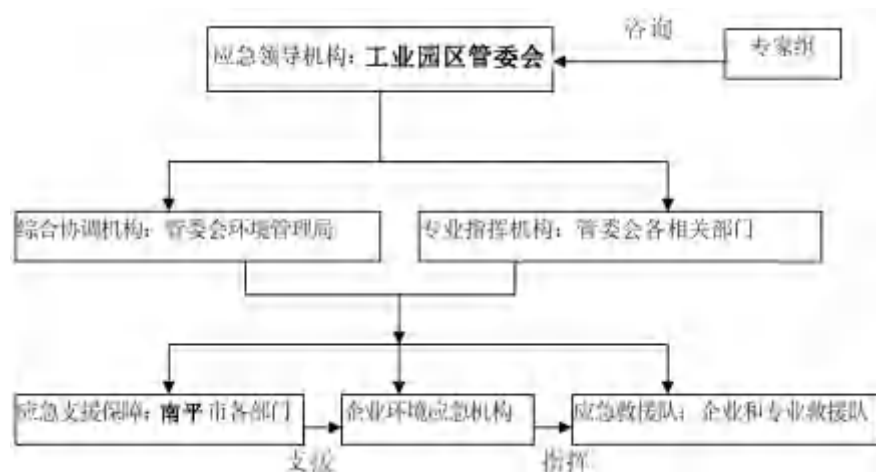 应急领导机构：工业园区管委会
咨询
专家组
综合协调机构：管委会环境管理局
专业指挥机构：管委会各相关部门
应急支援保障：南平市各部门
企业环境应急机构
应急救援队：企业和专业救援队
支援
指挥